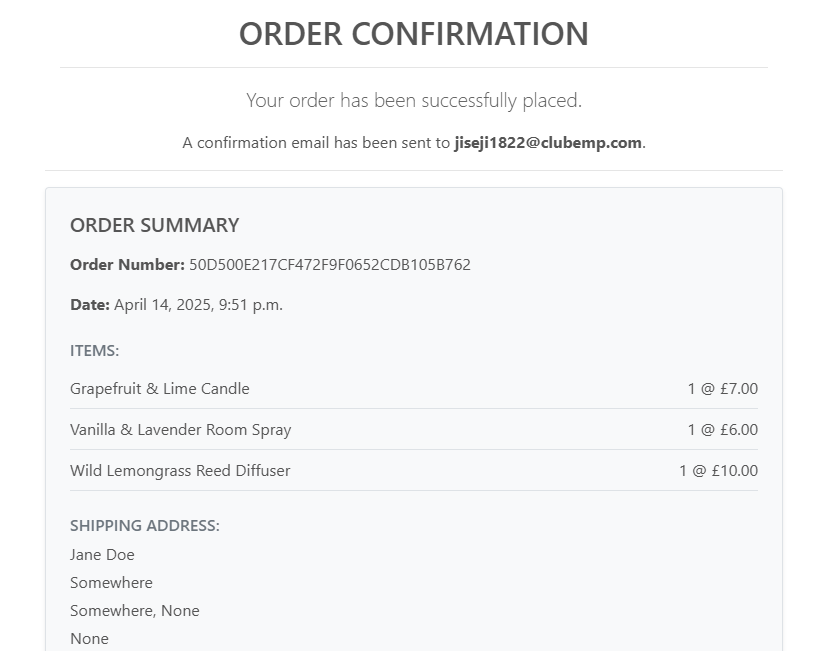 ORDER CONFIRMATION
Your order has been successfully placed.
A confirmation email has been sent to jiseji1822@clubemp.com.
ORDER SUMMARY
Order Number: 50D500E217CF472F9F0652CDB105B762
Date: April 14, 2025, 9:51 p.m.
ITEMS:
Grapefruit & Lime Candle 1 @ £7.00
Vanilla & Lavender Room Spray 1 @ £6.00
Wild Lemongrass Reed Diffuser 1 @ £10.00
SHIPPING ADDRESS:
Jane Doe
Somewhere
Somewhere, None
None